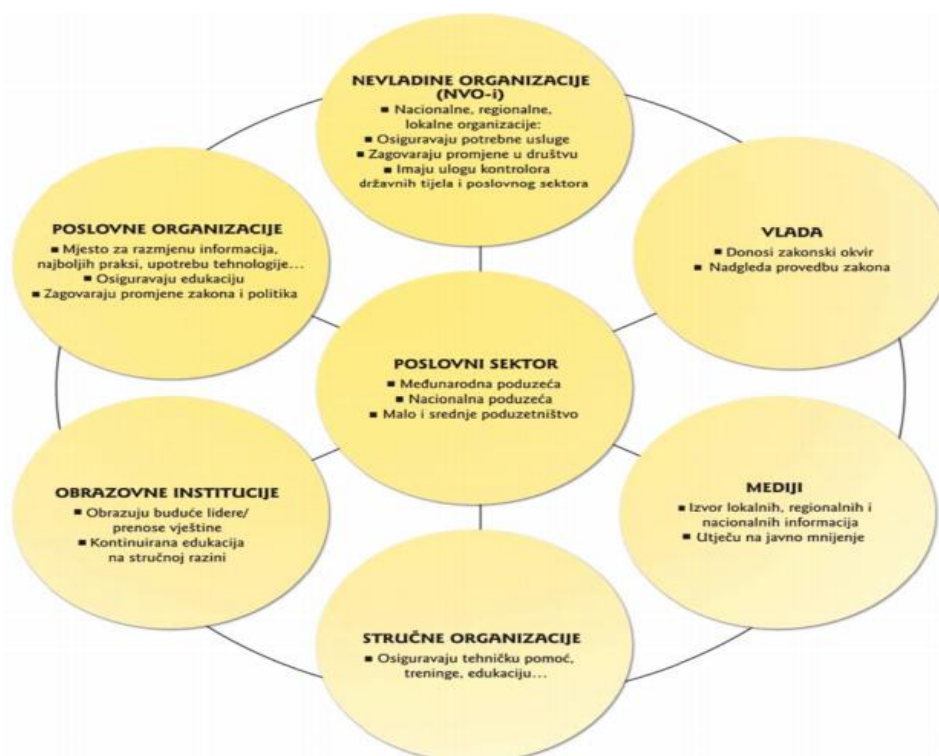 NEVLADINE ORGANIZACIJE
(NVO-i)
▪ Nacionalne, regionalne,
lokalne organizacije:
▪ Osiguravaju potrebne usluge
▪ Zagovaraju promjene u društvu
▪ Imaju ulogu kontrolora
državnih tijela i poslovnog sektora
POSLOVNE ORGANIZACIJE
▪ Mjesto za razmjenu informacija,
najboljih praksi, upotrebu tehnologije...
▪ Osiguravaju edukaciju
▪ Zagovaraju promjene zakona i politika
VLADA
▪ Donosi zakonski okvir
▪ Nadgleda provedbu zakona
POSLOVNI SEKTOR
▪ Međunarodna poduzeća
▪ Nacionalna poduzeća
▪ Malo i srednje poduzetništvo
OBRAZOVNE INSTITUCIJE
▪ Obrazuju buduće lidere/
prenose vještine
▪ Kontinuirana edukacija
na stručnoj razini
MEDIJI
▪ Izvor lokalnih, regionalnih i
nacionalnih informacija
▪ Utječu na javno mnijenje
STRUČNE ORGANIZACIJE
▪ Osiguravaju tehničku pomoć,
treninge, edukaciju...